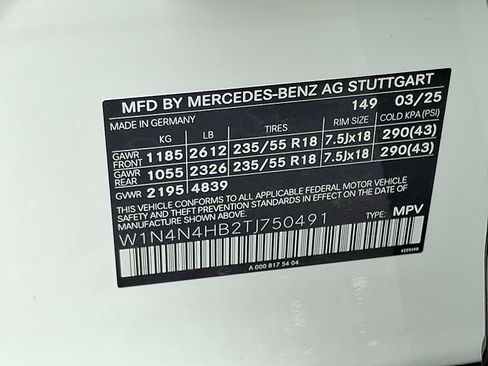 MFD BY MERCEDES-BENZ AG STUTTGART
149 03/25
MADE IN GERMANY
KG LB TIRES RIM SIZE COLD KPA(PSI)
GAWR FRONT 1185 2612 235/55 R18 7.5Jx18 290(43)
GAWR REAR 1055 2326 235/55 R18 7.5Jx18 290(43)
GVWR 2195 4839
THIS VEHICLE CONFORMS TO ALL APPLICABLE FEDERAL MOTOR VEHICLE
SAFETY AND THEFT PREVENTION STANDARDS IN EFFECT ON THE DATE OF
MANUFACTURE SHOWN ABOVE.
W1N4N4HB2TJ750491 TYPE: MPV
A 000 817 54 04